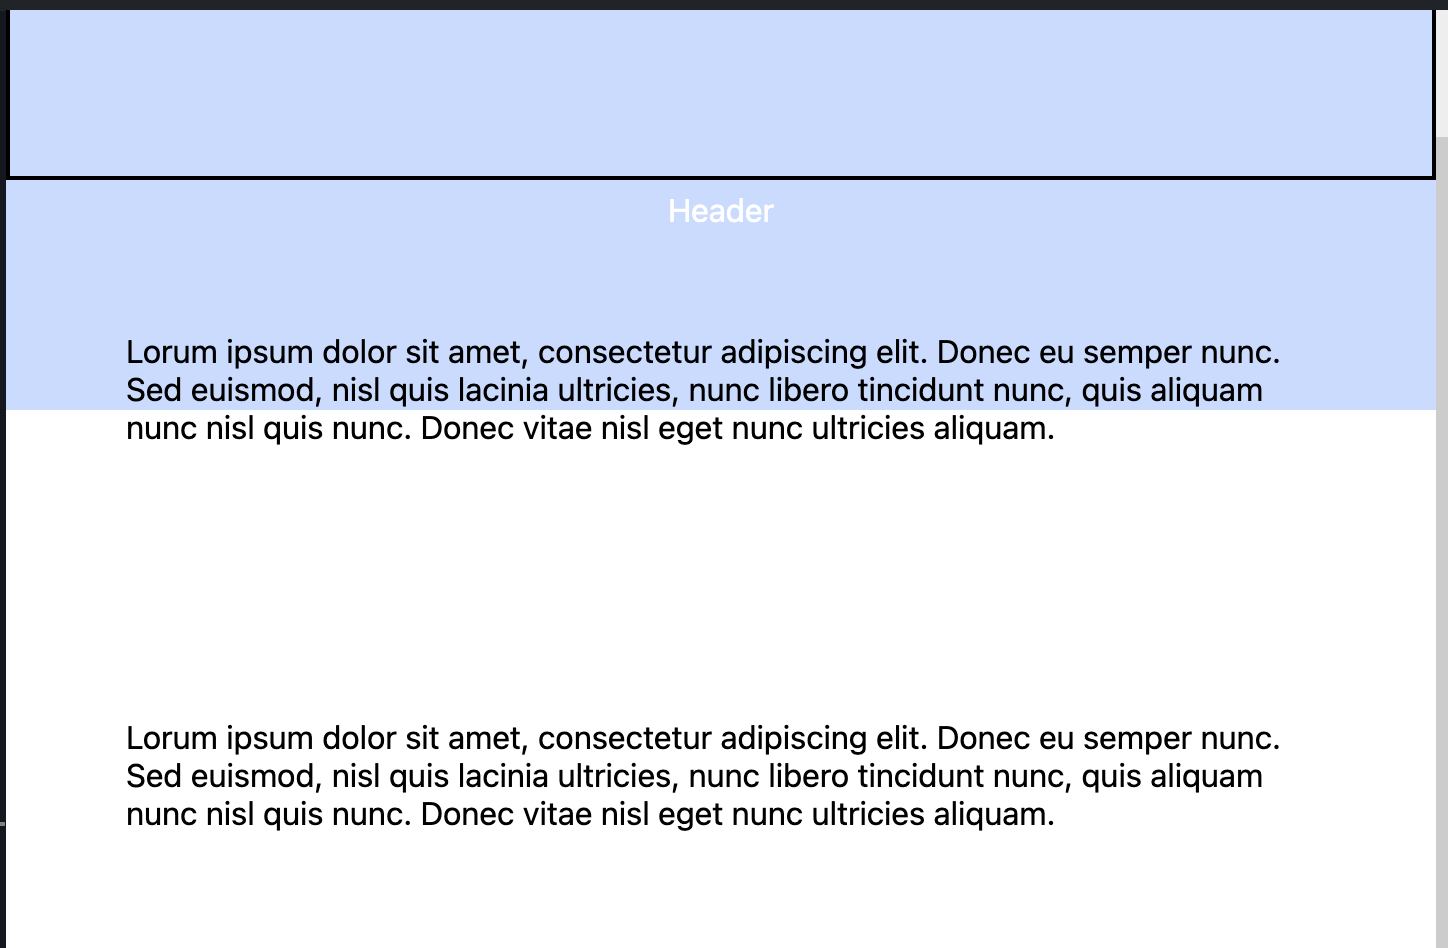 Header
Lorum ipsum dolor sit amet, consectetur adipiscing elit. Donec eu semper nunc.
Sed euismod, nisl quis lacinia ultricies, nunc libero tincidunt nunc, quis aliquam
nunc nisl quis nunc. Donec vitae nisl eget nunc ultricies aliquam.
Lorum ipsum dolor sit amet, consectetur adipiscing elit. Donec eu semper nunc.
Sed euismod, nisl quis lacinia ultricies, nunc libero tincidunt nunc, quis aliquam
nunc nisl quis nunc. Donec vitae nisl eget nunc ultricies aliquam.